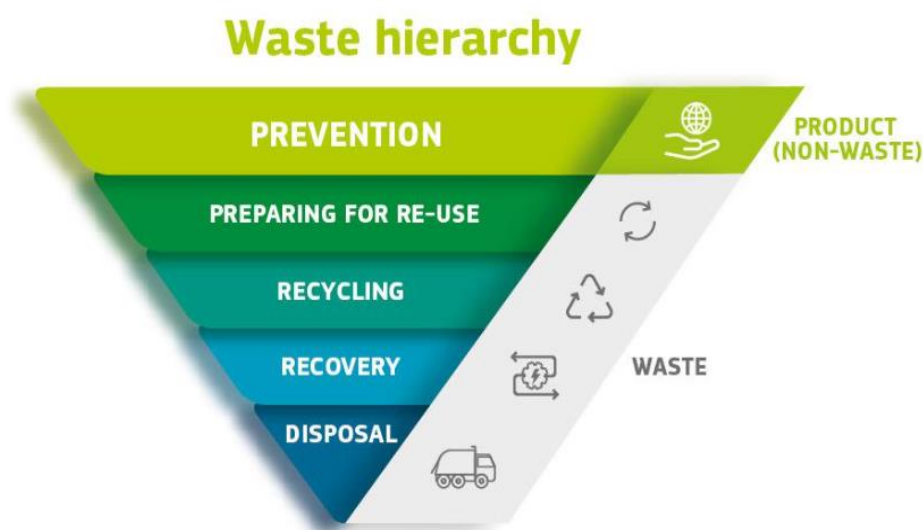 Waste hierarchy
PREVENTION
PRODUCT
(NON-WASTE)
PREPARING FOR RE-USE
RECYCLING
RECOVERY
WASTE
DISPOSAL